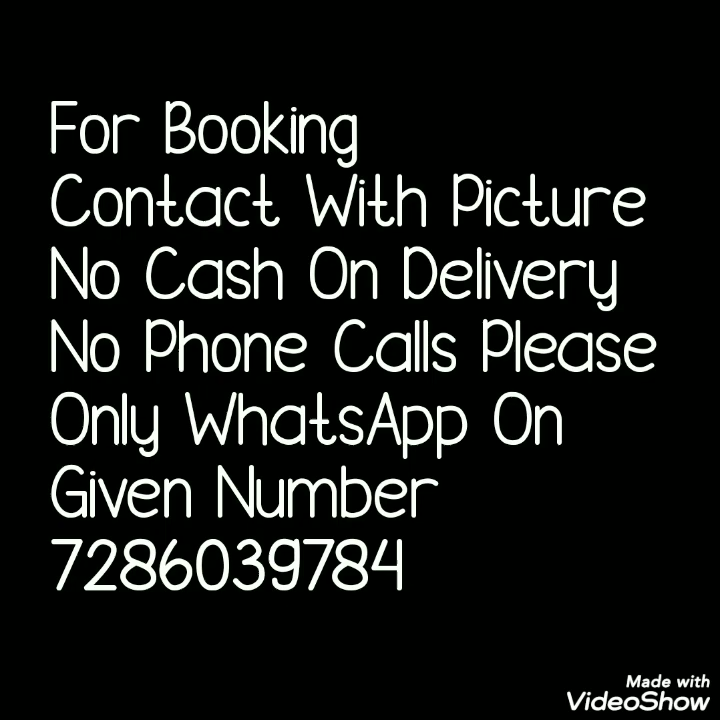 For Booking
Contact With Picture
No Cash On Delivery
No Phone Calls Please
Only WhatsApp On
Given Number
7286039784
Made with
VideoShow